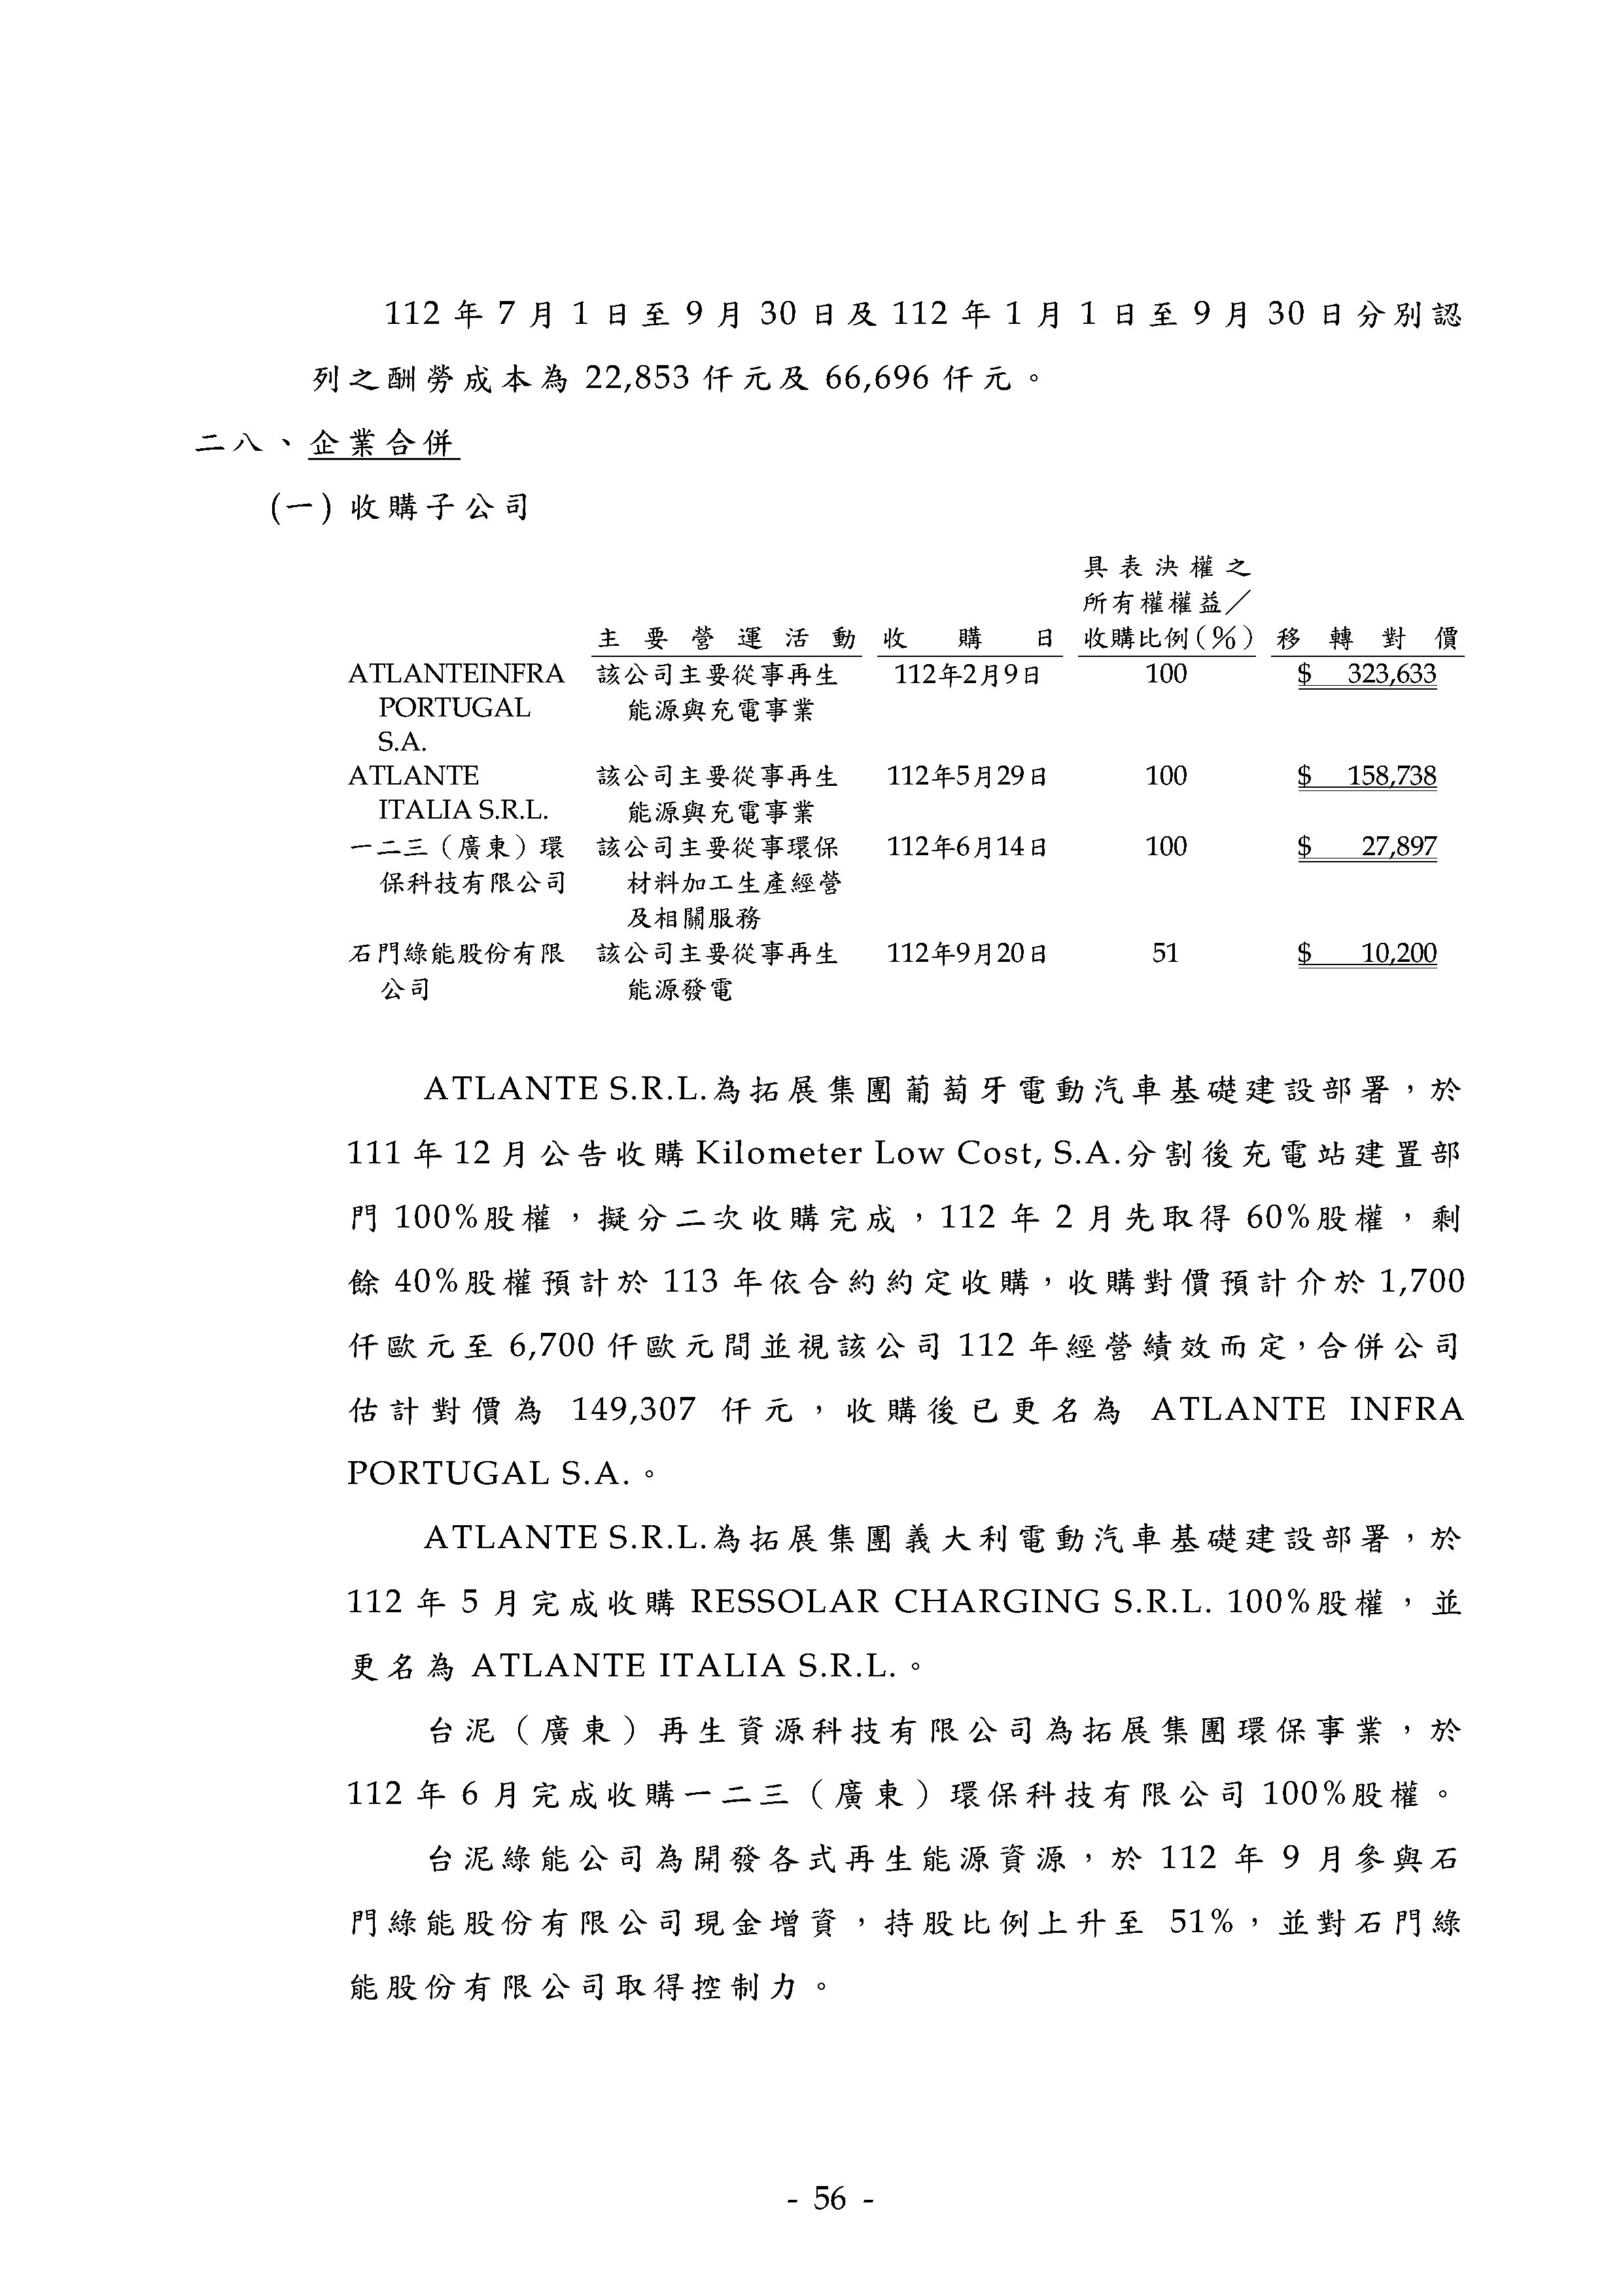 112 年 7 月 1 日至 9 月 30 日及 112 年 1 月 1 日至 9 月 30 日分別認
列之酬勞成本為 22,853 仟元及 66,696 仟元。
二八、企業合併
(一) 收購子公司
具表決權之
所有權權益／
主要營運活動 收購日 收購比例(％) 移轉對價
ATLANTEINFRA 該公司主要從事再生 112年2月9日 100 $ 323,633
PORTUGAL 能源與充電事業
S.A.
ATLANTE 該公司主要從事再生 112年5月29日 100 $ 158,738
ITALIA S.R.L. 能源與充電事業
一二三（廣東）環 該公司主要從事環保 112年6月14日 100 $ 27,897
保科技有限公司 材料加工生產經營
及相關服務
石門綠能股份有限 該公司主要從事再生 112年9月20日 51 $ 10,200
公司 能源發電
ATLANTE S.R.L.為拓展集團葡萄牙電動汽車基礎建設部署，於
111 年 12 月公告收購 Kilometer Low Cost, S.A.分割後充電站建置部
門 100%股權，擬分二次收購完成，112 年 2 月先取得 60%股權，剩
餘 40%股權預計於 113 年依合約約定收購，收購對價預計介於 1,700
仟歐元至 6,700 仟歐元間並視該公司 112 年經營績效而定，合併公司
估計對價為 149,307 仟元，收購後已更名為 ATLANTE INFRA
PORTUGAL S.A.。
ATLANTE S.R.L.為拓展集團義大利電動汽車基礎建設部署，於
112 年 5 月完成收購 RESSOLAR CHARGING S.R.L. 100%股權，並
更名為 ATLANTE ITALIA S.R.L.。
台泥（廣東）再生資源科技有限公司為拓展集團環保事業，於
112 年 6 月完成收購一二三（廣東）環保科技有限公司 100%股權。
台泥綠能公司為開發各式再生能源資源，於 112 年 9 月參與石
門綠能股份有限公司現金增資，持股比例上升至 51%，並對石門綠
能股份有限公司取得控制力。
- 56 -